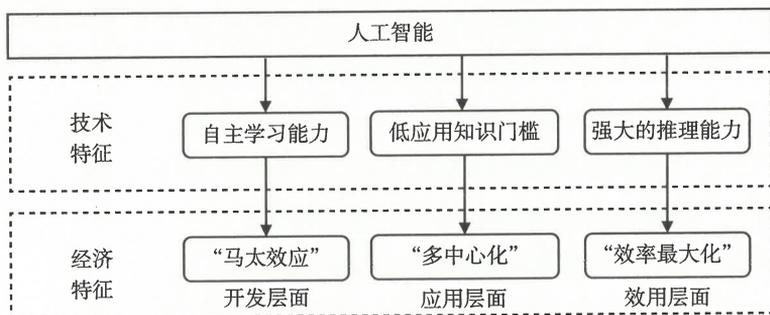 人工智能
技术
特征
自主学习能力
低应用知识门槛
强大的推理能力
经济
特征
“马太效应”
“多中心化”
“效率最大化”
开发层面
应用层面
效用层面